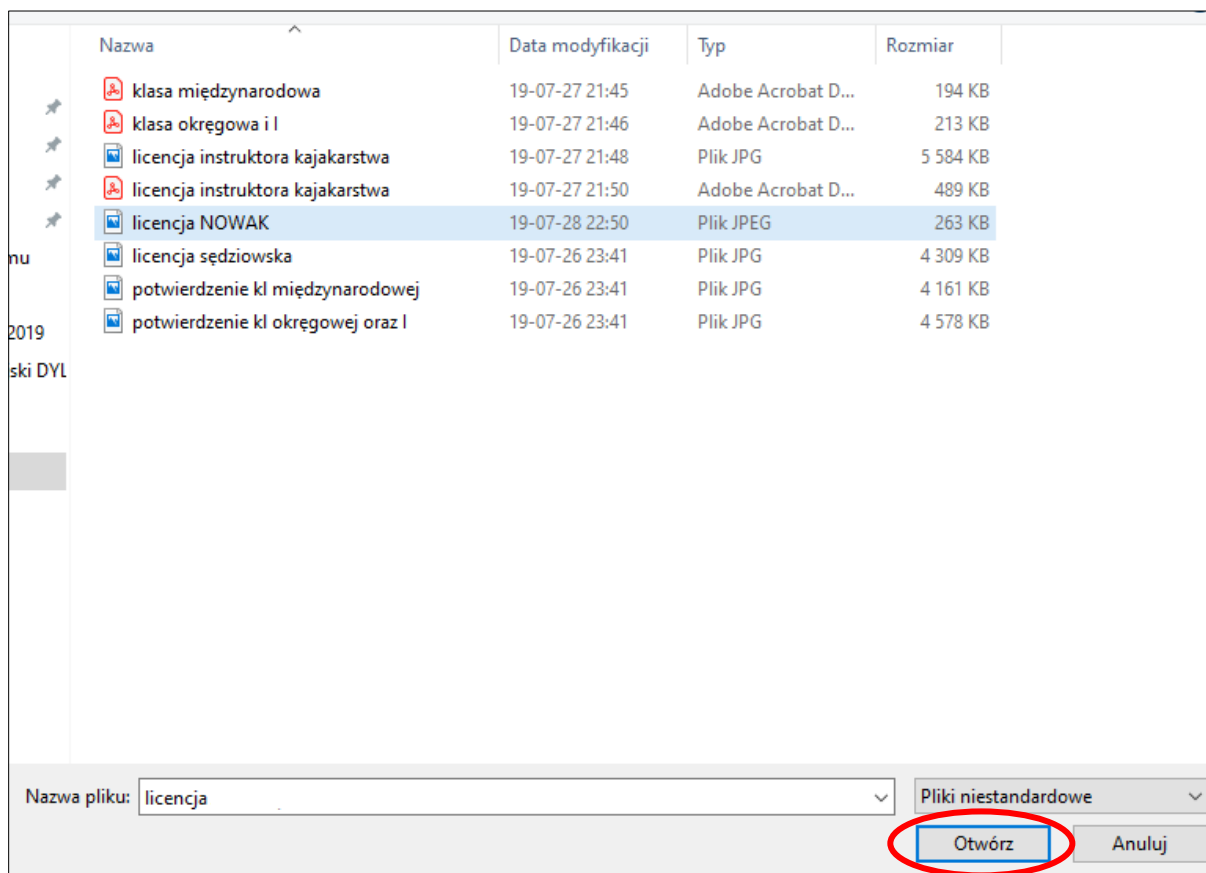 Nazwa Data modyfikacji Typ Rozmiar
klasa międzynarodowa 19-07-27 21:45 Adobe Acrobat D... 194 KB
klasa okręgowa i I 19-07-27 21:46 Adobe Acrobat D... 213 KB
licencja instruktora kajakarstwa 19-07-27 21:48 Plik JPG 5 584 KB
licencja instruktora kajakarstwa 19-07-27 21:50 Adobe Acrobat D... 489 KB
licencja NOWAK 19-07-28 22:50 Plik JPEG 263 KB
mu licencja sędziowska 19-07-26 23:41 Plik JPG 4 309 KB
potwierdzenie kl międzynarodowej 19-07-26 23:41 Plik JPG 4 161 KB
2019 potwierdzenie kl okręgowej oraz I 19-07-26 23:41 Plik JPG 4 578 KB
ski DYL
Nazwa pliku: licencja Pliki niestandardowe
Otwórz Anuluj